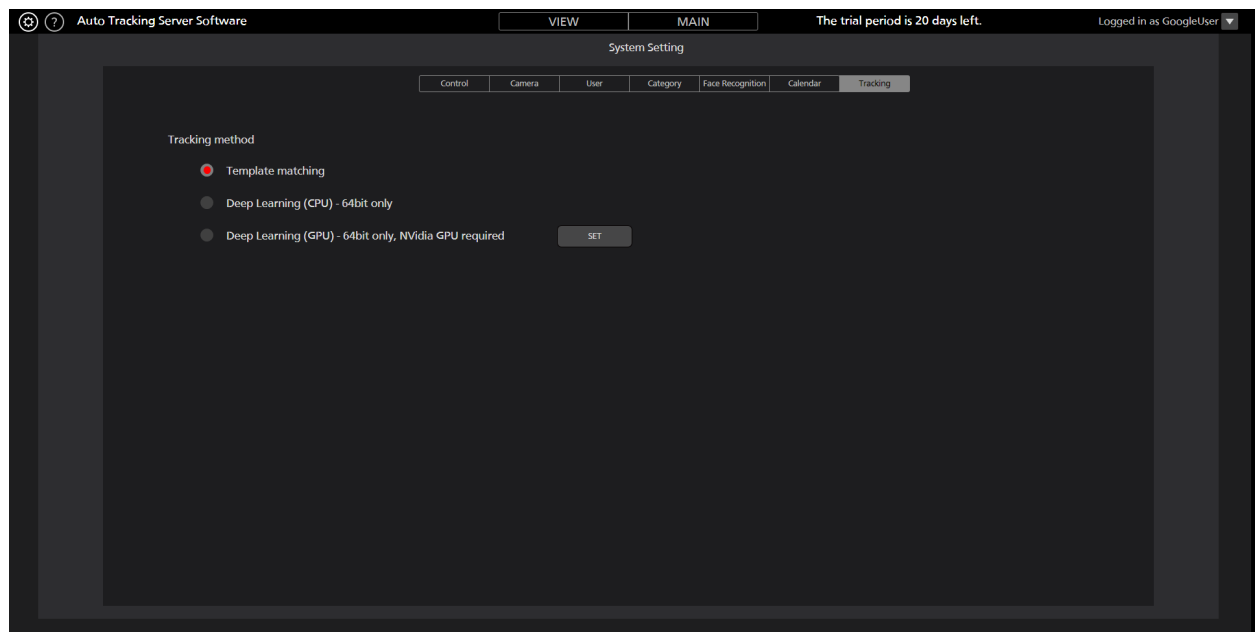 ? Auto Tracking Server Software VIEW MAIN The trial period is 20 days left. Logged in as GoogleUser
System Setting
Control Camera User Category Face Recognition Calendar Tracking
Tracking method
Template matching
Deep Learning (CPU) - 64bit only
Deep Learning (GPU) - 64bit only, NVidia GPU required SET